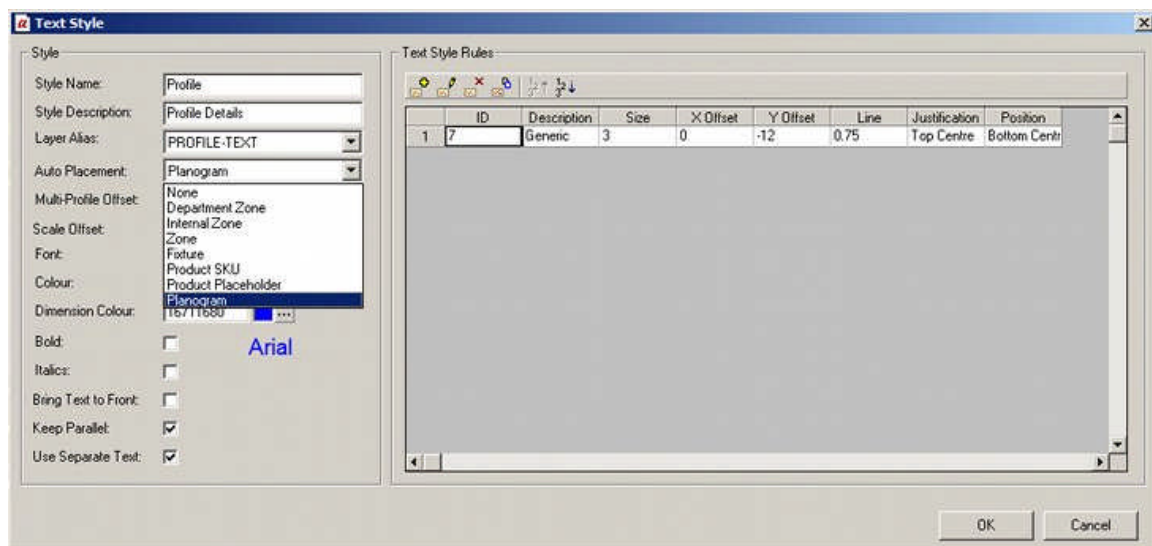 Text Style
Style
Style Name: Profile
Style Description: Profile Details
Layer Alias: PROFILE-TEXT
Auto Placement: Planogram
None
Department Zone
Internal Zone
Zone
Fixture
Product SKU
Product Placeholder
Planogram
Multi-Profile Offset:
Scale Offset:
Font:
Colour:
Dimension Colour: 16711680 ...
Bold:
Arial
Italics:
Bring Text to Front:
Keep Parallel:
Use Separate Text:
Text Style Rules
ID Description Size X Offset Y Offset Line Justification Position
1 7 Generic 3 0 -12 0.75 Top Centre Bottom Centr
OK Cancel